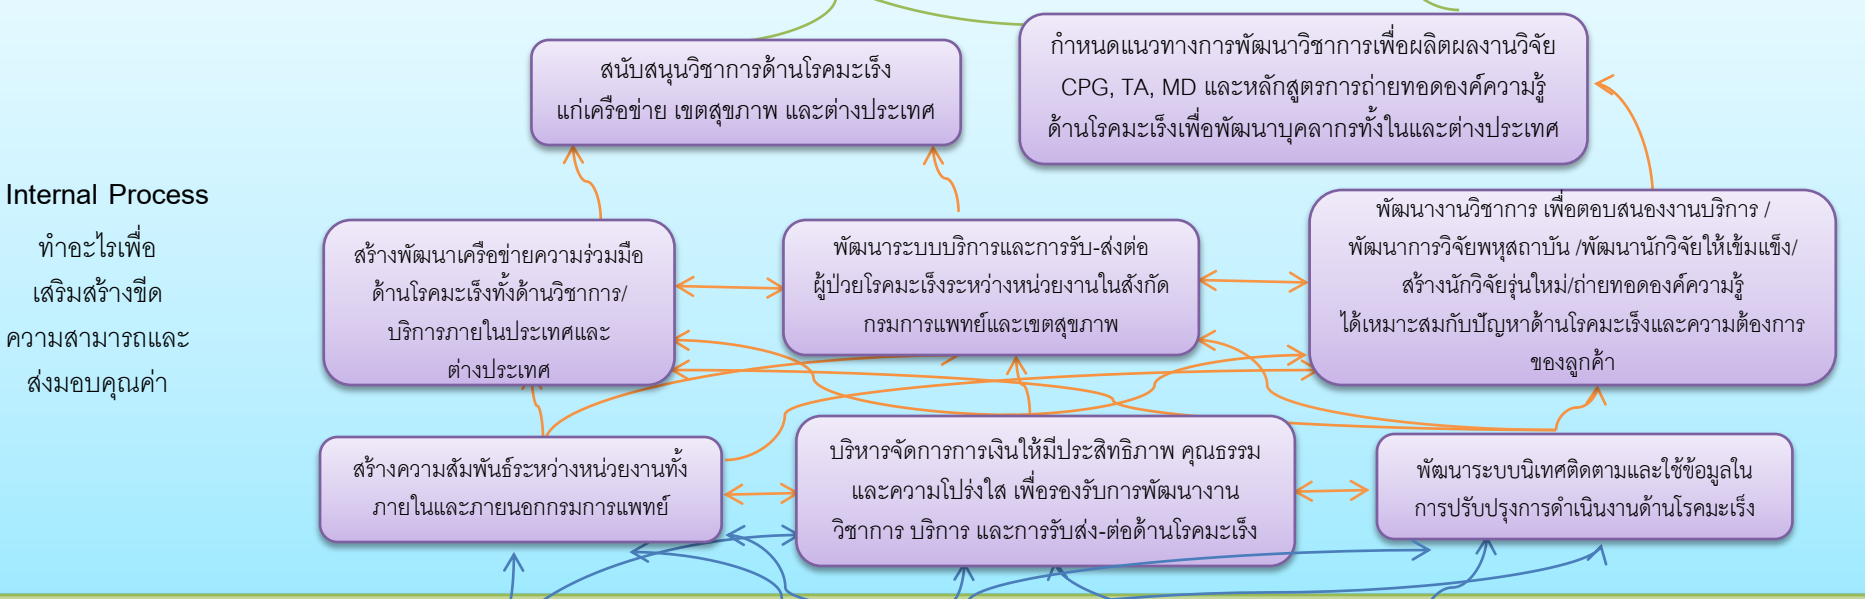 สนับสนุนวิชาการด้านโรคมะเร็ง
แก่เครือข่าย เขตสุขภาพ และต่างประเทศ
กำหนดแนวทางการพัฒนาวิชาการเพื่อผลิตผลงานวิจัย
CPG, TA, MD และหลักสูตรการถ่ายทอดองค์ความรู้
ด้านโรคมะเร็งเพื่อพัฒนาบุคลากรทั้งในและต่างประเทศ
Internal Process
ทำอะไรเพื่อ
เสริมสร้างขีด
ความสามารถและ
ส่งมอบคุณค่า
สร้างพัฒนาเครือข่ายความร่วมมือ
ด้านโรคมะเร็งทั้งด้านวิชาการ/
บริการภายในประเทศและ
ต่างประเทศ
พัฒนาระบบบริการและการรับ-ส่งต่อ
ผู้ป่วยโรคมะเร็งระหว่างหน่วยงานในสังกัด
กรมการแพทย์และเขตสุขภาพ
พัฒนางานวิชาการ เพื่อตอบสนองงานบริการ /
พัฒนาการวิจัยพหุสถาบัน /พัฒนานักวิจัยให้เข้มแข็ง/
สร้างนักวิจัยรุ่นใหม่/ถ่ายทอดองค์ความรู้
ได้เหมาะสมกับปัญหาด้านโรคมะเร็งและความต้องการ
ของลูกค้า
สร้างความสัมพันธ์ระหว่างหน่วยงานทั้ง
ภายในและภายนอกกรมการแพทย์
บริหารจัดการการเงินให้มีประสิทธิภาพ คุณธรรม
และความโปร่งใส เพื่อรองรับการพัฒนางาน
วิชาการ บริการ และการรับส่ง-ต่อด้านโรคมะเร็ง
พัฒนาระบบนิเทศติดตามและใช้ข้อมูลใน
การปรับปรุงการดำเนินงานด้านโรคมะเร็ง